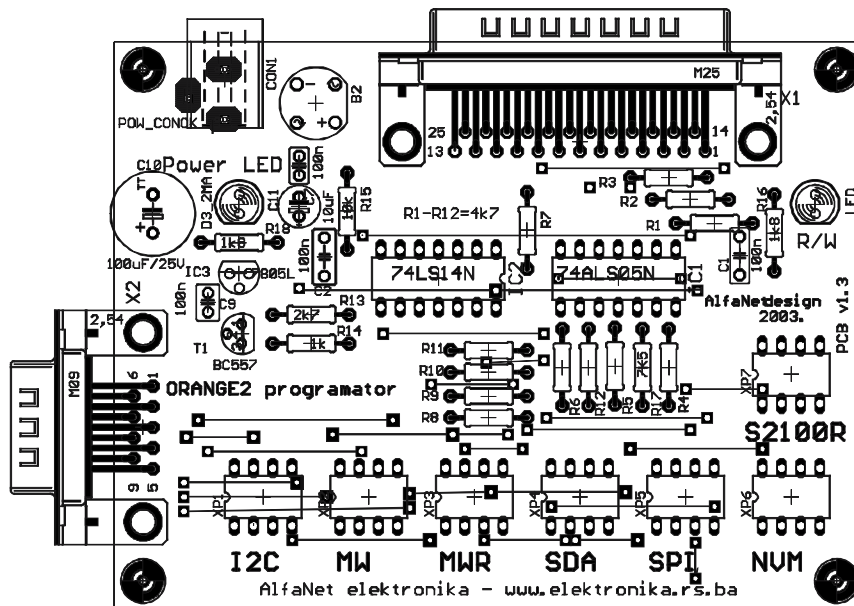 M25
X1
2,54
25
13
14
1
CON1
POW_CONCK
B2
C10
Power LED
100n
C11
C7
10uF
D3_2MA
R15
10k
R18
1k8
100uF/25V
IC3
805L
100n
C9
100n
C2
R1-R12=4k7
R7
R3
R2
R1
R16
1k8
C1
100n
LED
R/W
74LS14N
IC2
74ALS05N
IC1
AlfaNetdesign
2003.
PCB v1.3
X2
2,54
M09
T1
BC557
2k7
R13
1k
R14
R11
R10
R9
R8
R6
R12
R5
7k5
R17
R4
XP7
S2100R
6
1
9
5
ORANGE2 programator
XP1
XP3
XP4
XP5
XP6
I2C
MW
MWR
SDA
SPI
NVM
AlfaNet elektronika - www.elektronika.rs.ba